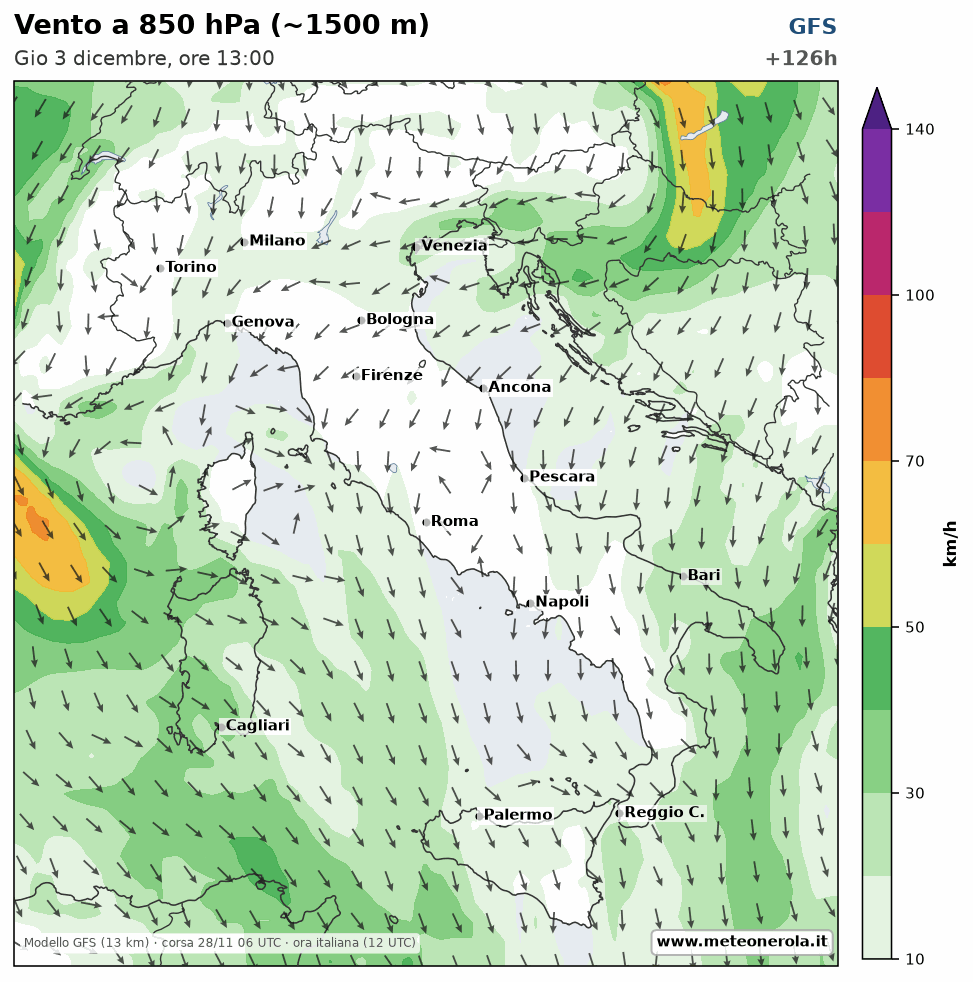 Vento a 850 hPa (~1500 m)
GFS
Gio 3 dicembre, ore 13:00
+126h
140
100
70
50
30
10
km/h
Milano
Venezia
Torino
Genova
Bologna
Firenze
Ancona
Pescara
Roma
Bari
Napoli
Cagliari
Palermo
Reggio C.
Modello GFS (13 km) · corsa 28/11 06 UTC · ora italiana (12 UTC)
www.meteonerola.it